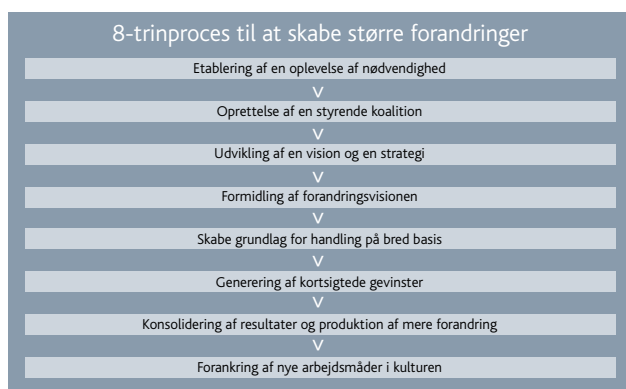 8-trinproces til at skabe større forandringer
Etablering af en oplevelse af nødvendighed
Oprettelse af en styrende koalition
Udvikling af en vision og en strategi
Formidling af forandringsvisionen
Skabe grundlag for handling på bred basis
Generering af kortsigtede gevinster
Konsolidering af resultater og produktion af mere forandring
Forankring af nye arbejdsmåder i kulturen